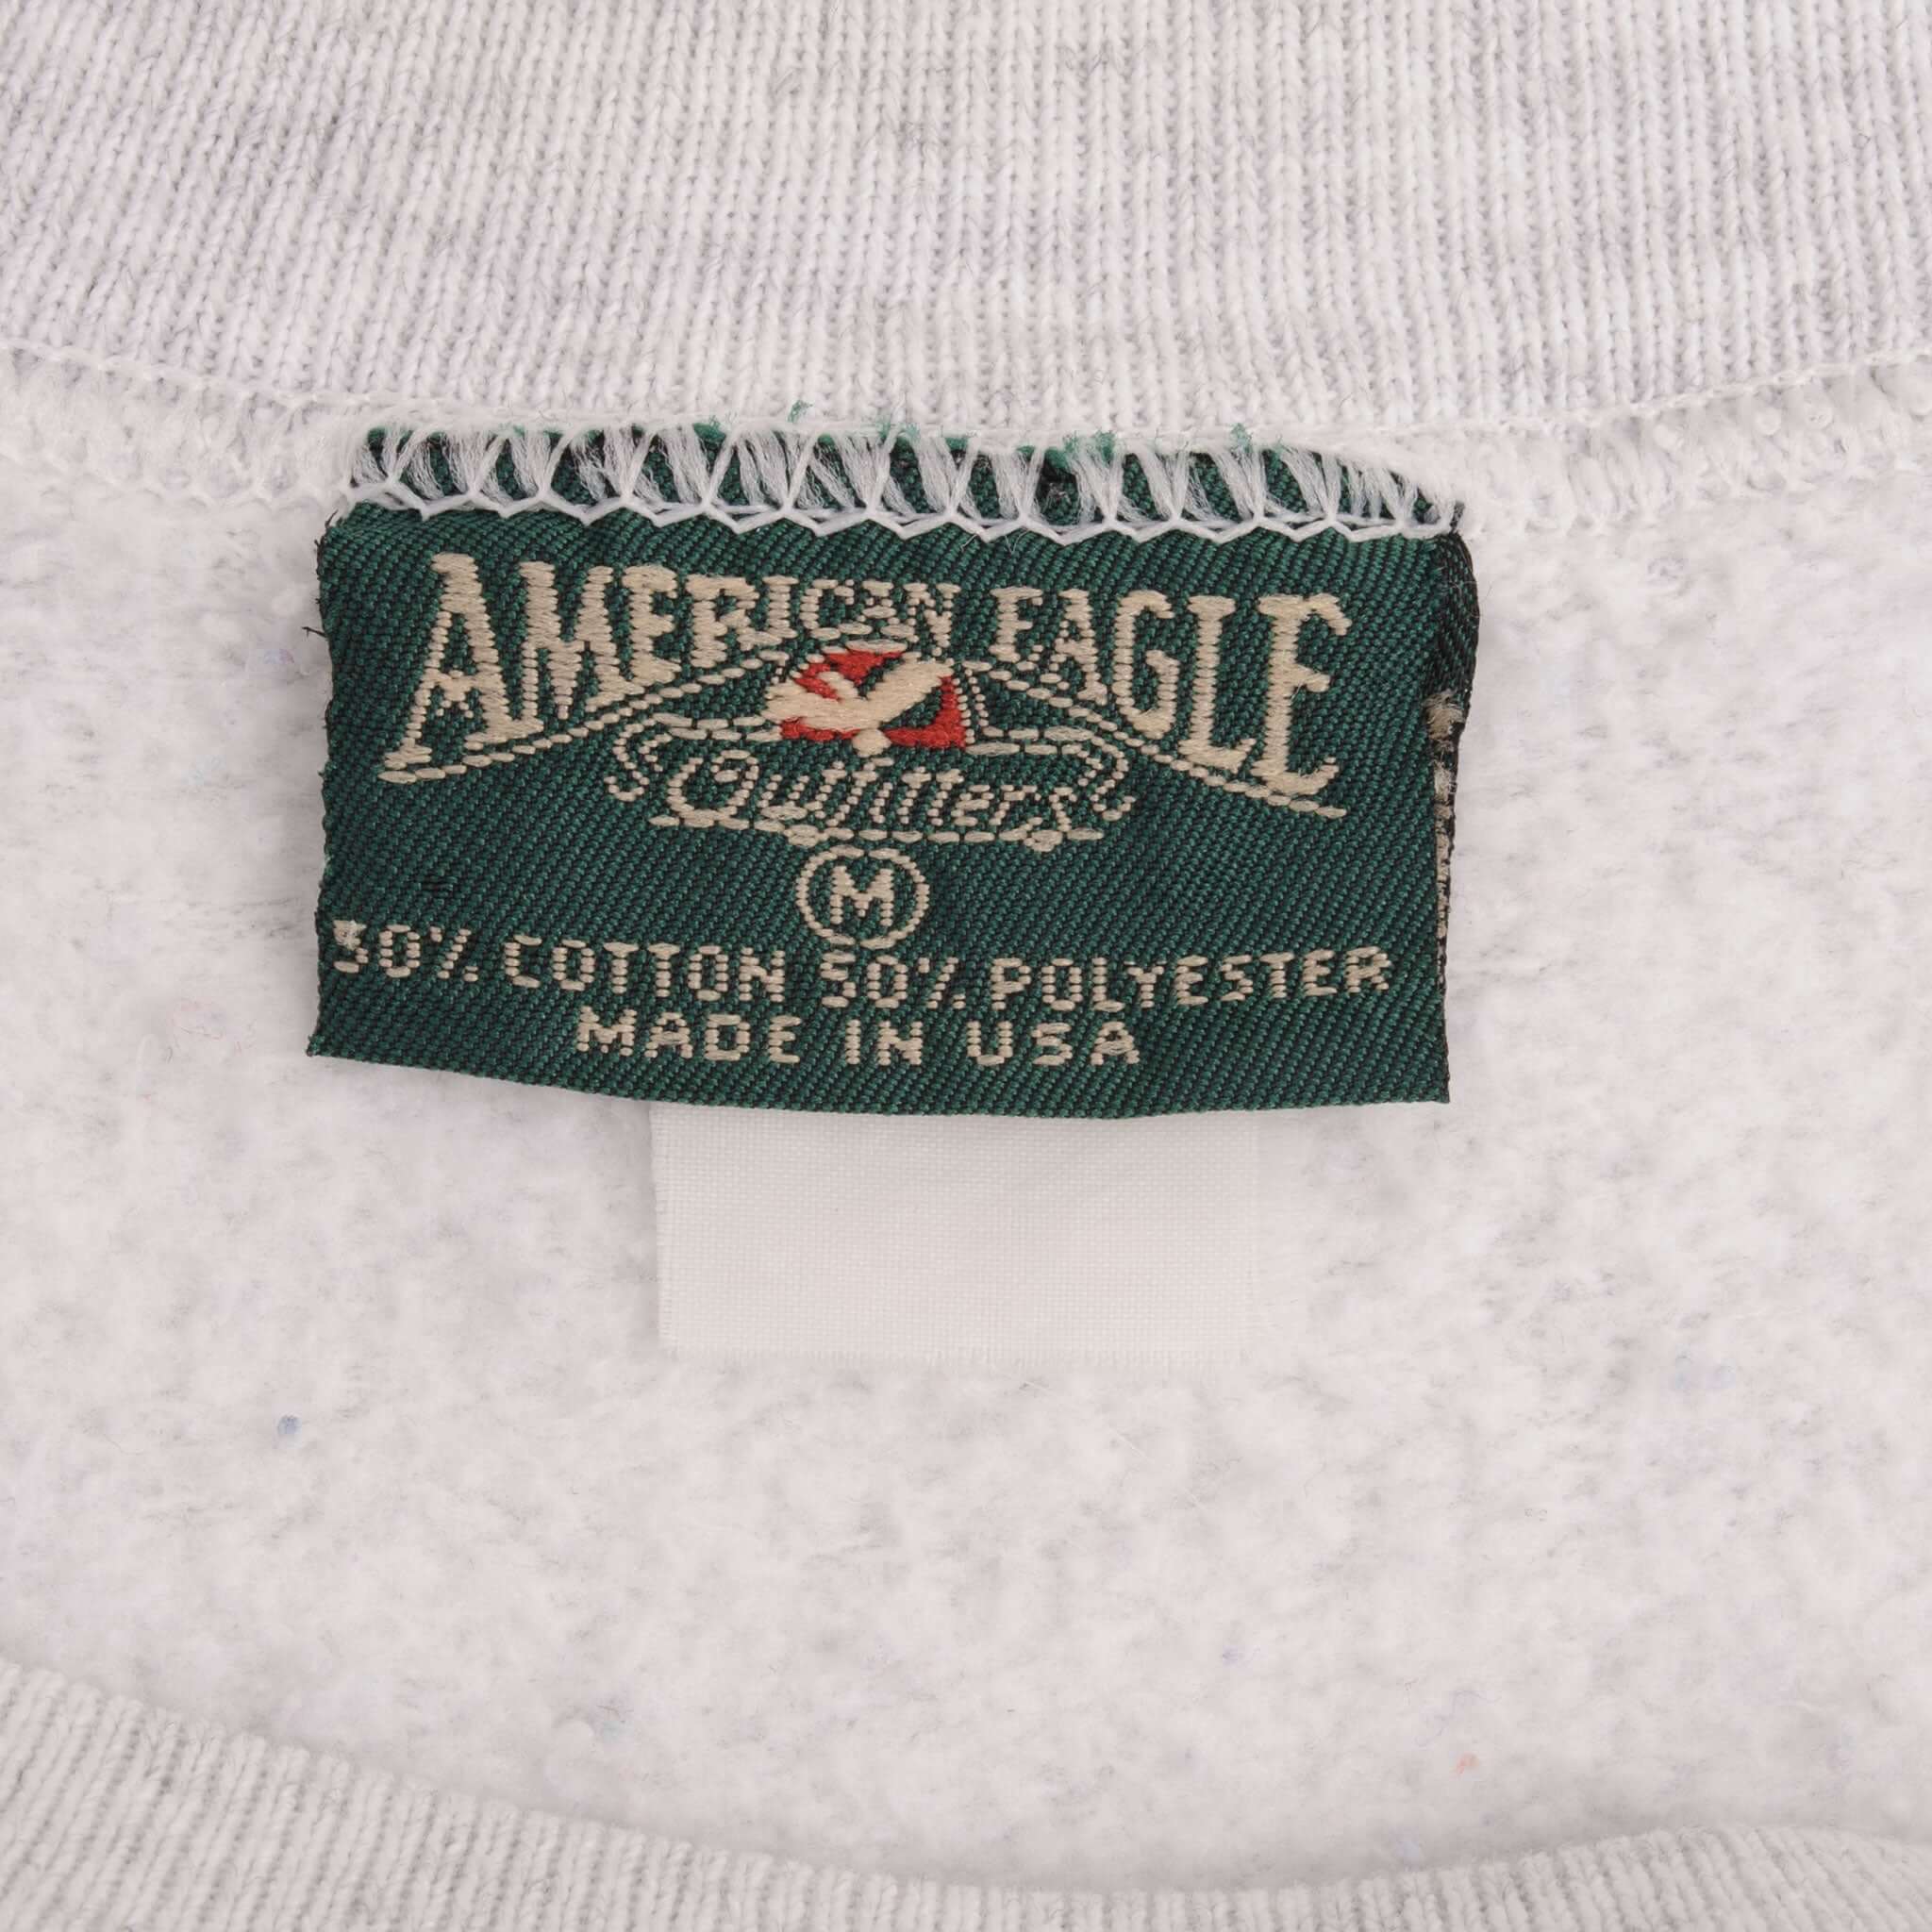 AMERICAN EAGLE
Outfitters
M
50% COTTON 50% POLYESTER
MADE IN USA